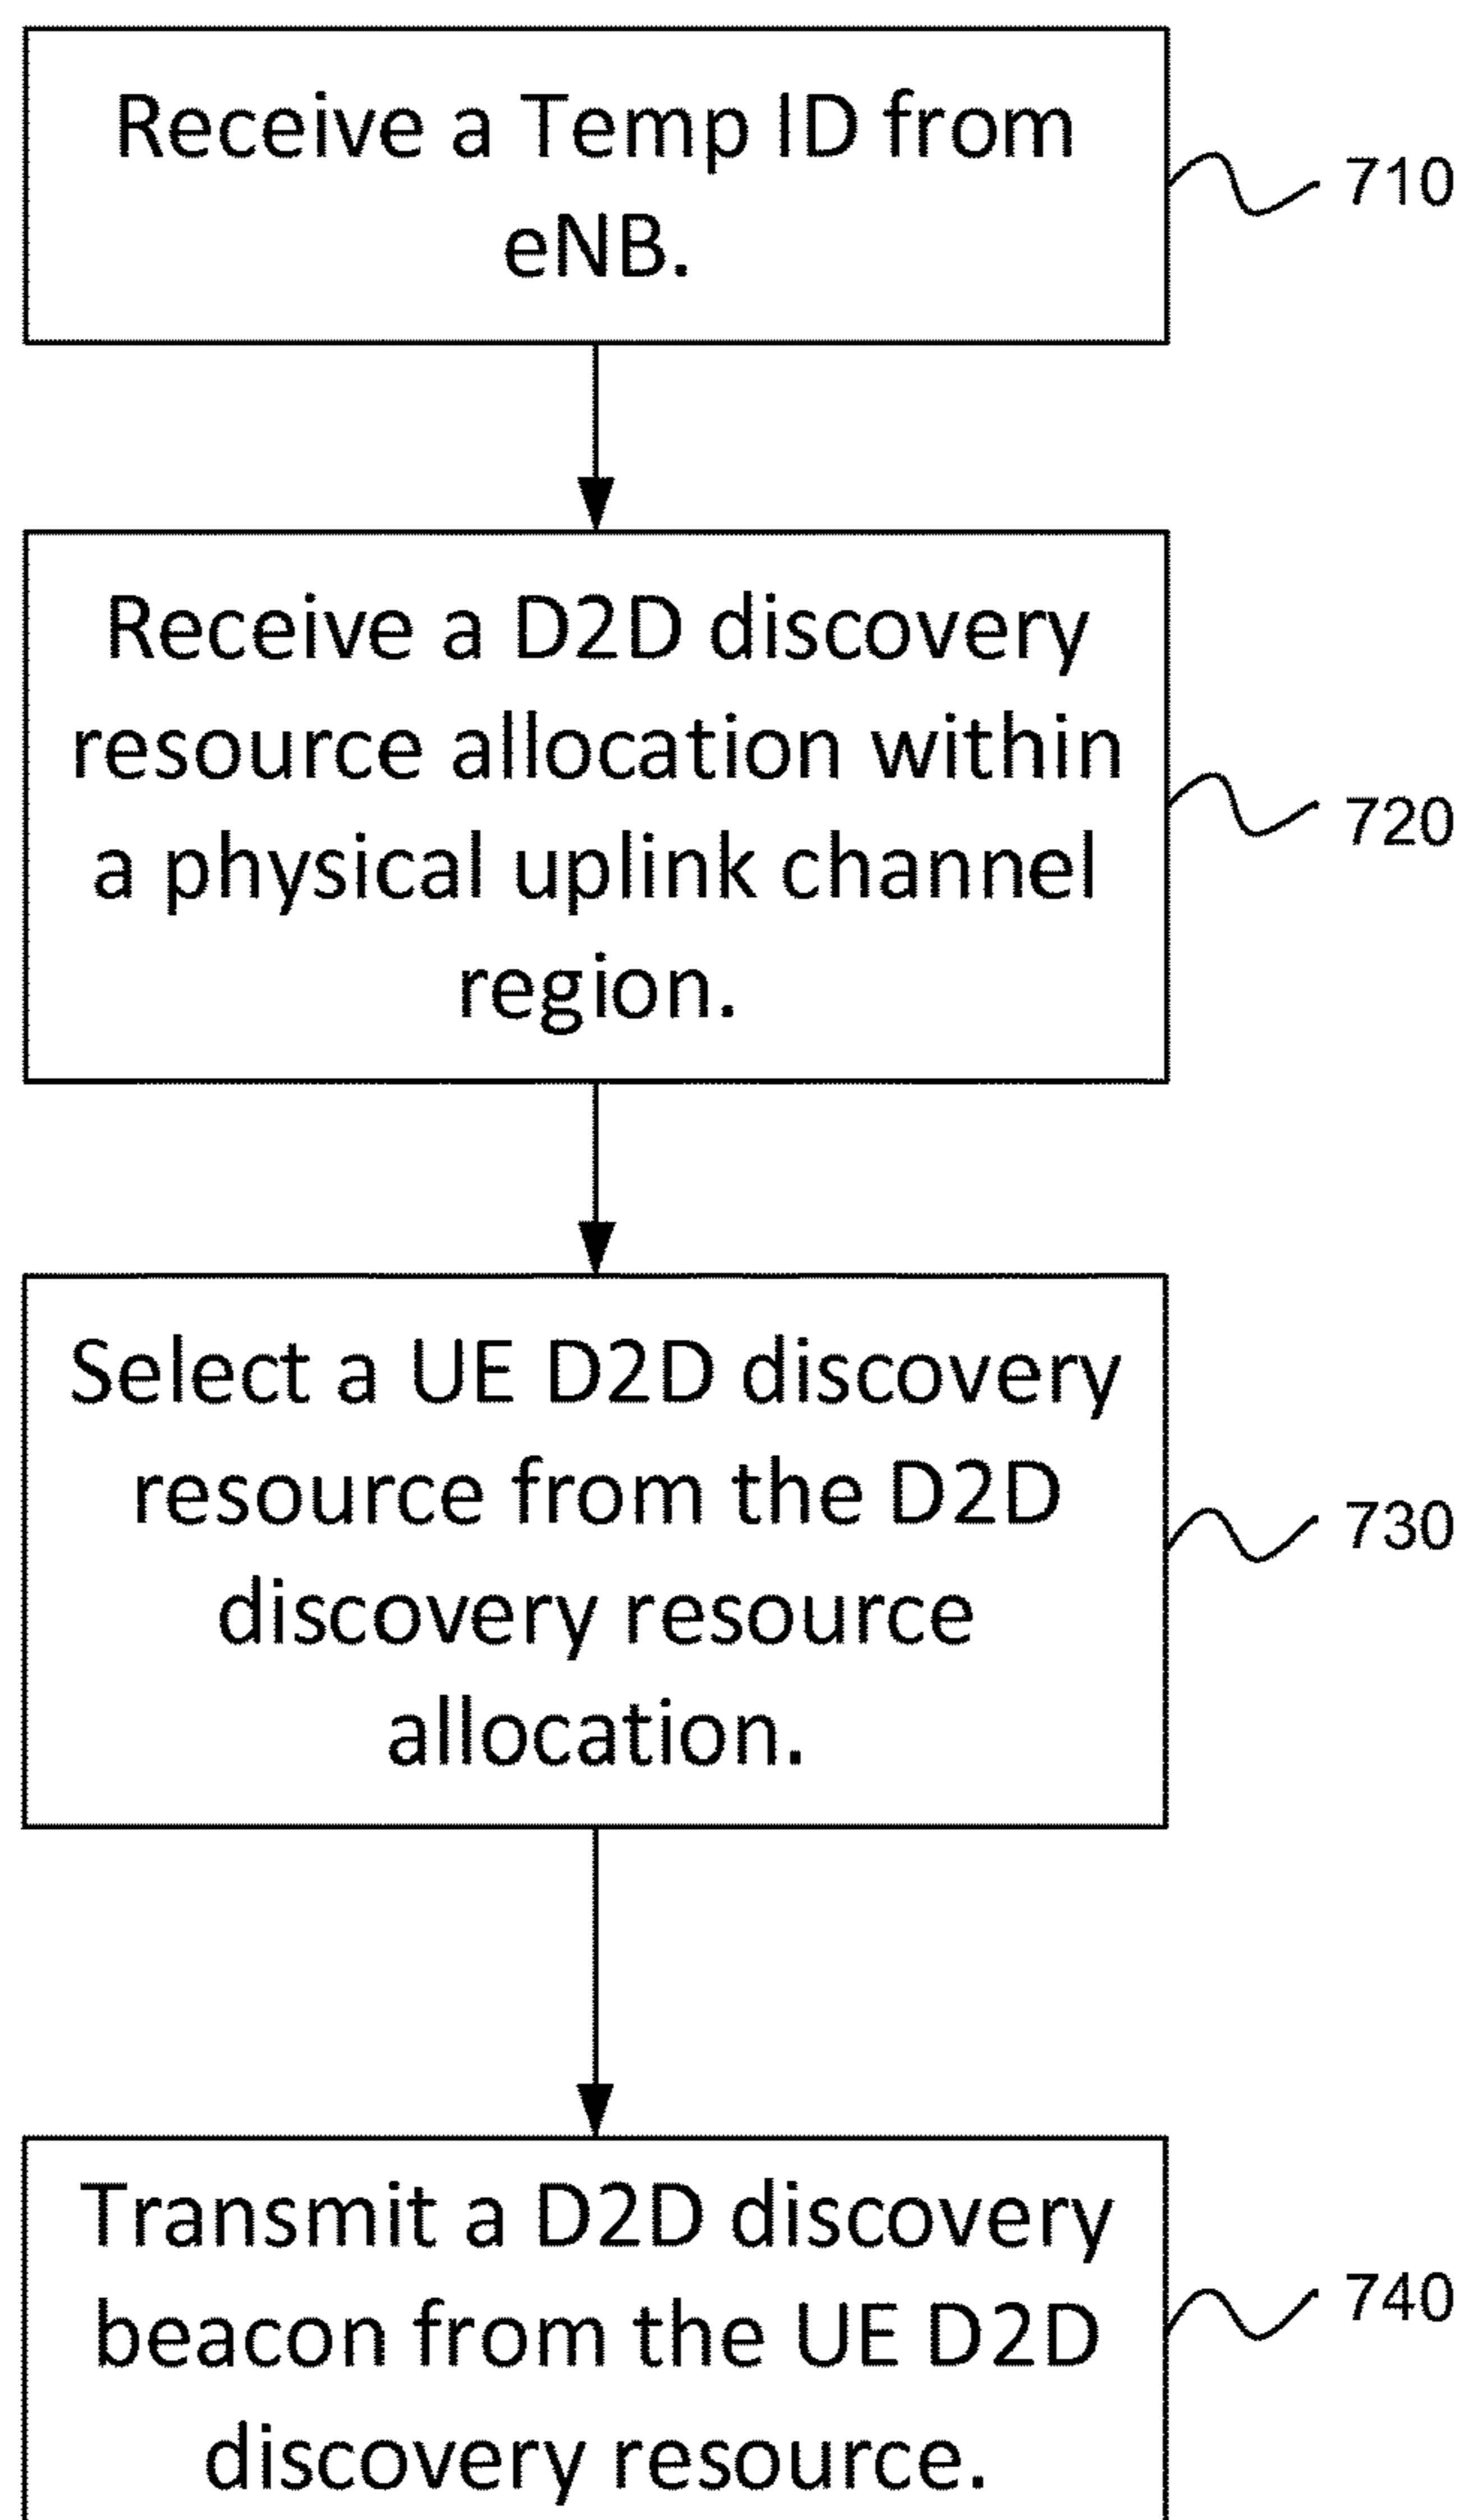 Receive a Temp ID from
eNB.
710
Receive a D2D discovery
resource allocation within
a physical uplink channel
region.
720
Select a UE D2D discovery
resource from the D2D
discovery resource
allocation.
730
Transmit a D2D discovery
beacon from the UE D2D
discovery resource.
740